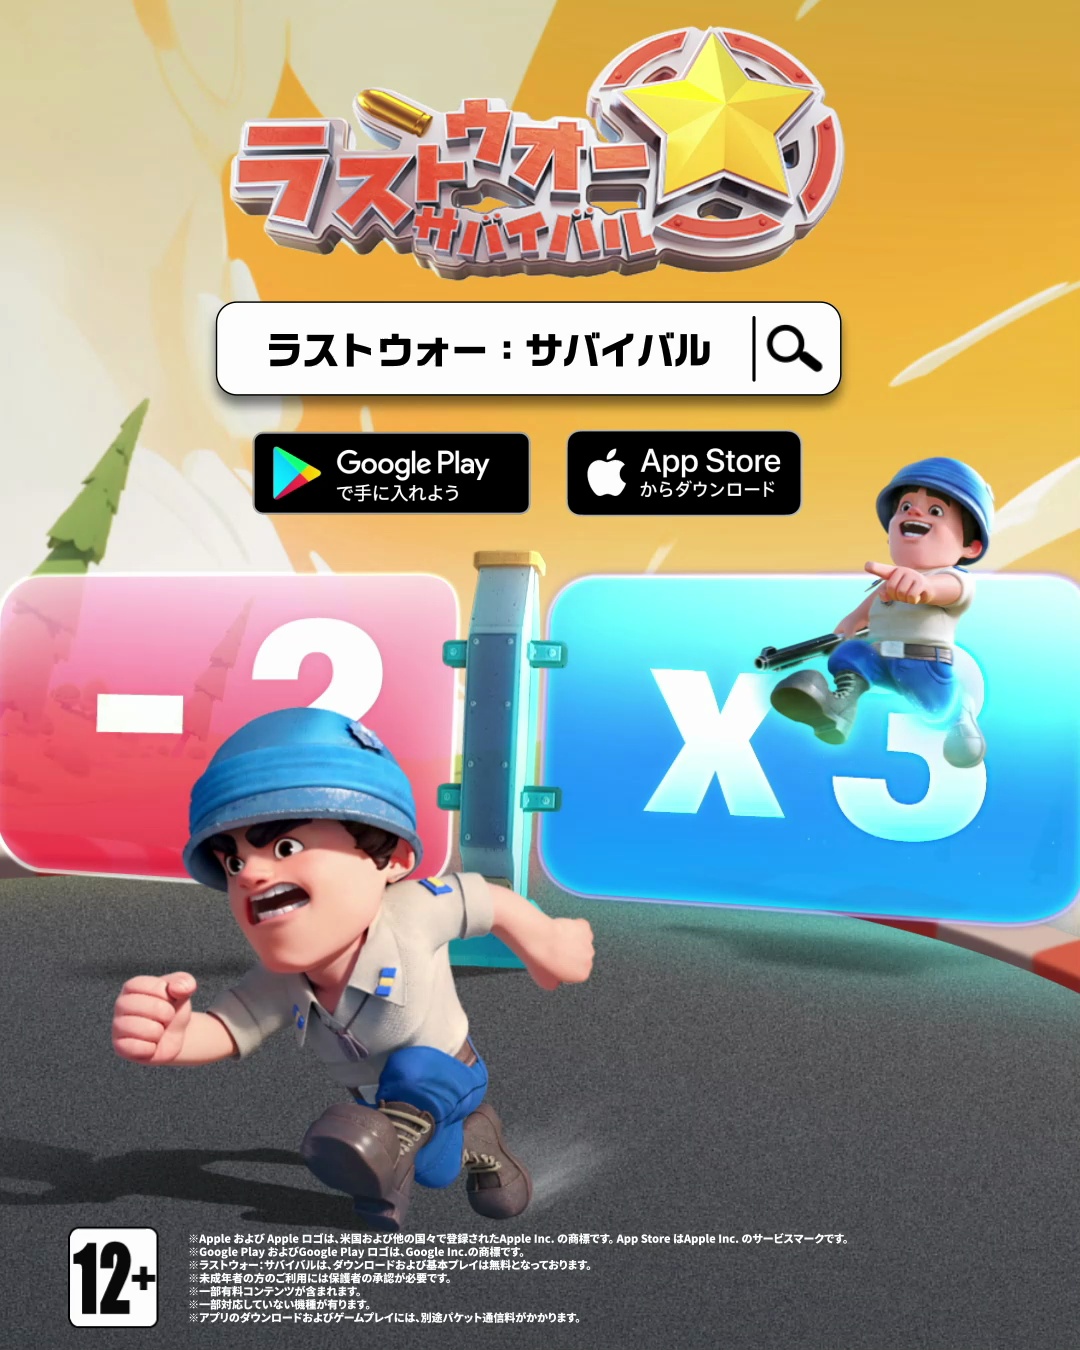 ラストウォー
サバイバル
ラストウォー：サバイバル
Google Play
で手に入れよう
App Store
からダウンロード
- 2
x 3
12+
※Apple および Apple ロゴは、米国および他の国々で登録されたApple Inc. の商標です。App Store はApple Inc. のサービスマークです。
※Google Play およびGoogle Play ロゴは、Google Inc.の商標です。
※ラストウォー：サバイバルは、ダウンロードおよび基本プレイは無料となっております。
※未成年者の方のご利用には保護者の承認が必要です。
※一部有料コンテンツが含まれます。
※一部対応していない機種が有ります。
※アプリのダウンロードおよびゲームプレイには、別途パケット通信料がかかります。